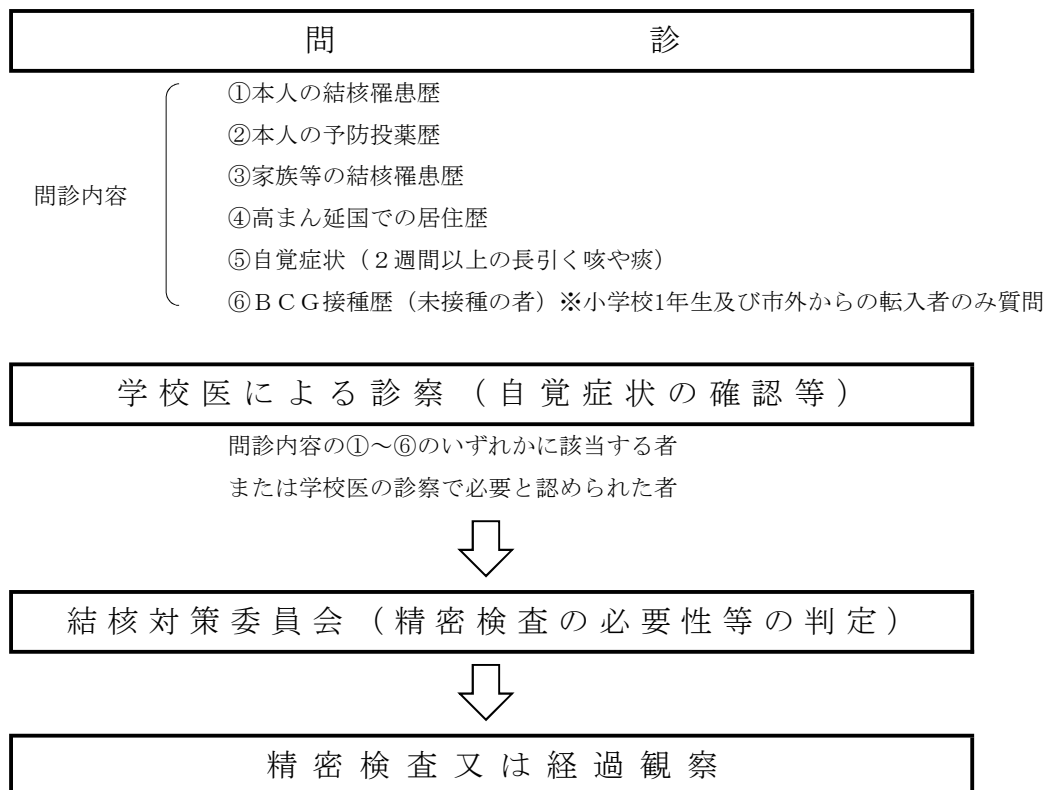 問診
①本人の結核罹患歴
②本人の予防投薬歴
③家族等の結核罹患歴
問診内容
④高まん延国での居住歴
⑤自覚症状（２週間以上の長引く咳や痰）
⑥ＢＣＧ接種歴（未接種の者）※小学校1年生及び市外からの転入者のみ質問
学校医による診察（自覚症状の確認等）
問診内容の①～⑥のいずれかに該当する者
または学校医の診察で必要と認められた者
結核対策委員会（精密検査の必要性等の判定）
精密検査又は経過観察